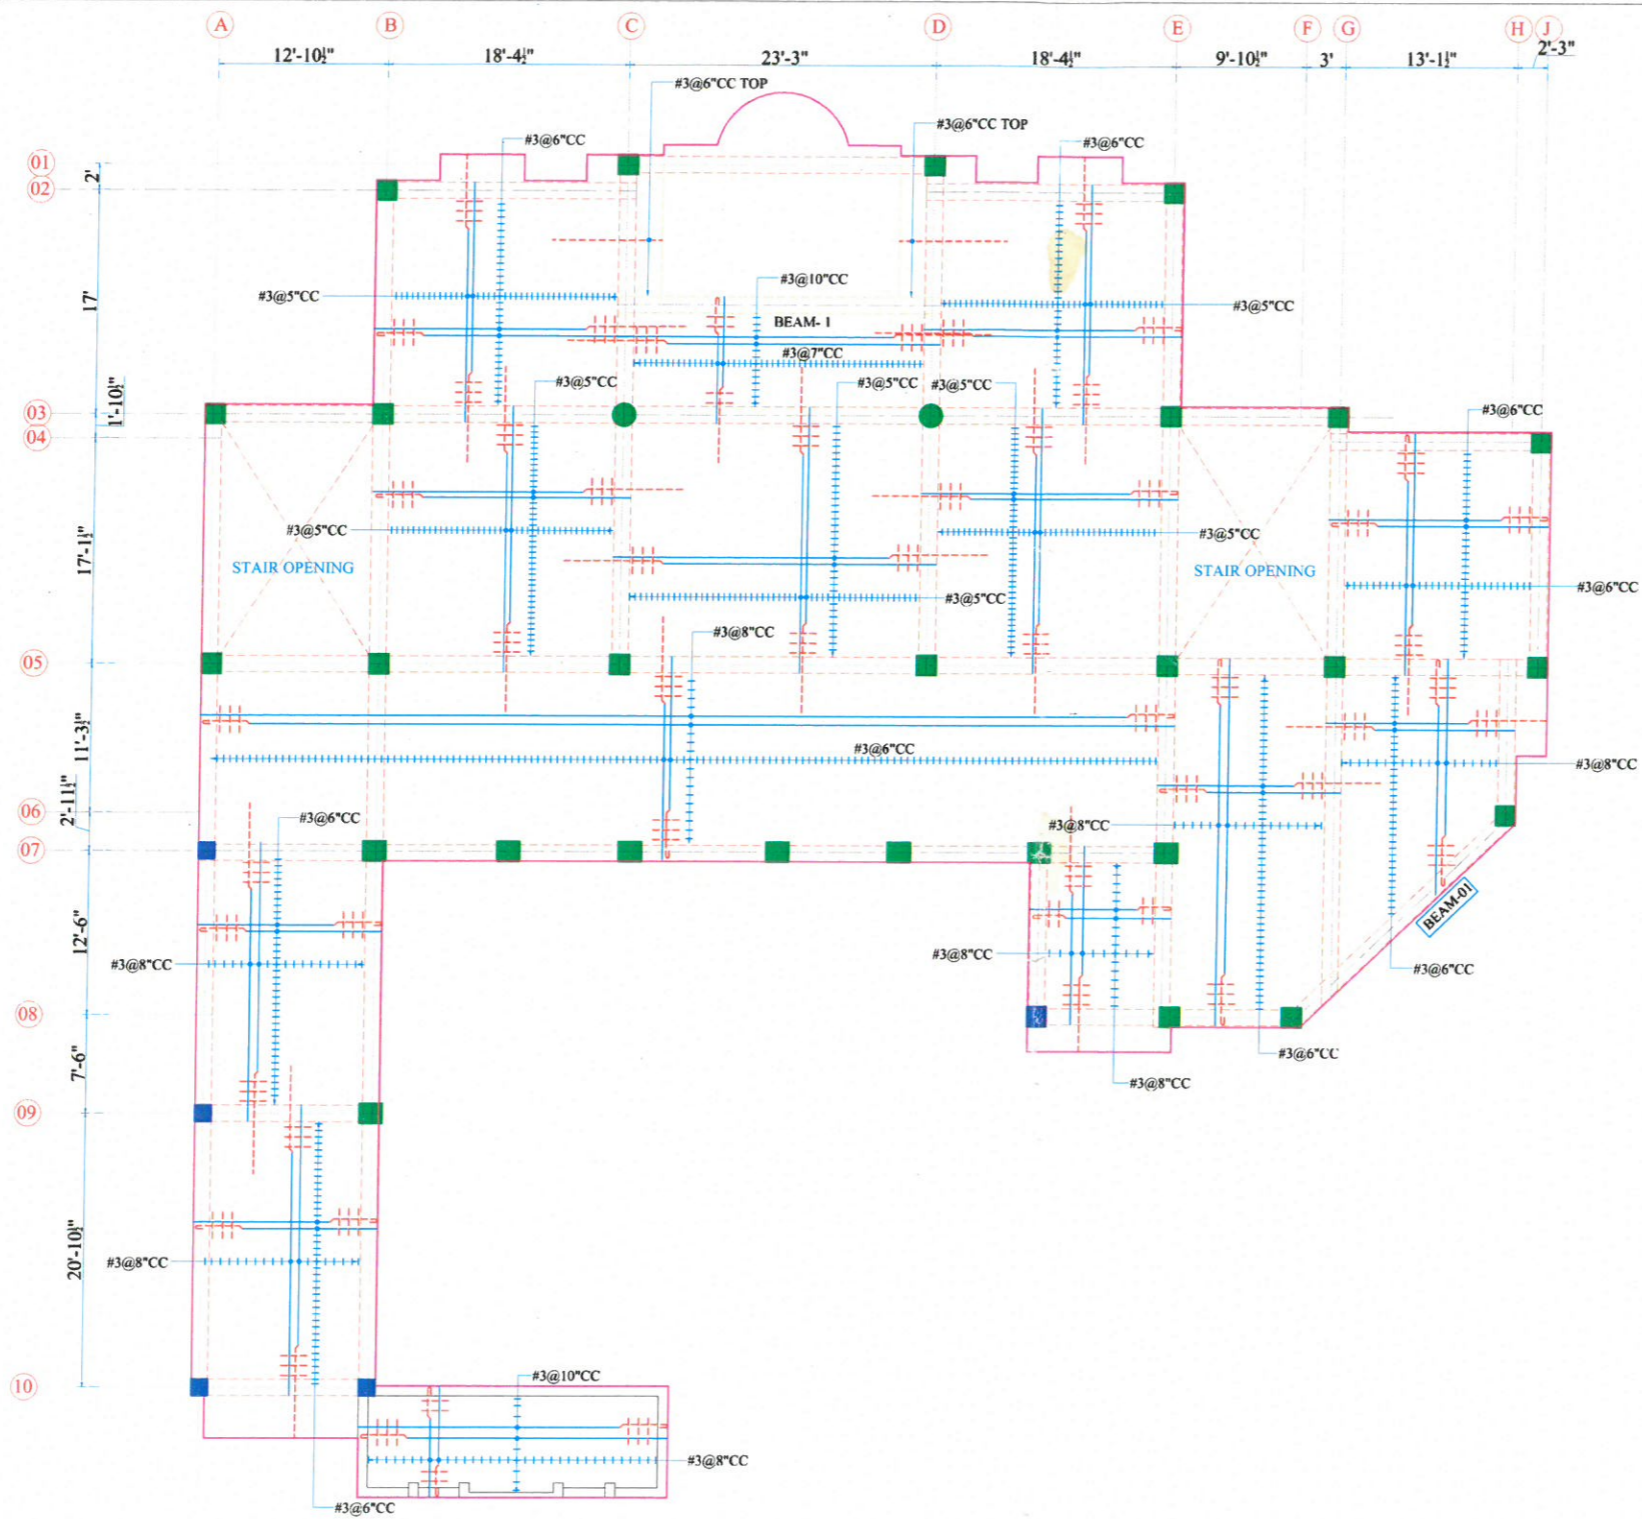 A B C D E F G H J
12'-10½" 18'-4½" 23'-3" 18'-4½" 9'-10½" 3' 13'-1½" 2'-3"
#3@6"CC TOP
#3@6"CC TOP
#3@6"CC
#3@6"CC
01
2'
02
#3@10"CC
#3@5"CC
#3@5"CC
17'
BEAM- 1
#3@7"CC
#3@5"CC
#3@5"CC
#3@5"CC
03
1'-10½"
04
#3@6"CC
#3@5"CC
#3@5"CC
17'-1½"
STAIR OPENING
STAIR OPENING
#3@6"CC
#3@5"CC
#3@8"CC
05
11'-3½"
#3@6"CC
#3@8"CC
2'-11½"
06
#3@6"CC
#3@8"CC
07
BEAM-01
12'-6"
#3@8"CC
#3@8"CC
#3@6"CC
08
#3@6"CC
7'-6"
#3@8"CC
09
20'-10½"
#3@8"CC
10
#3@10"CC
#3@8"CC
#3@6"CC